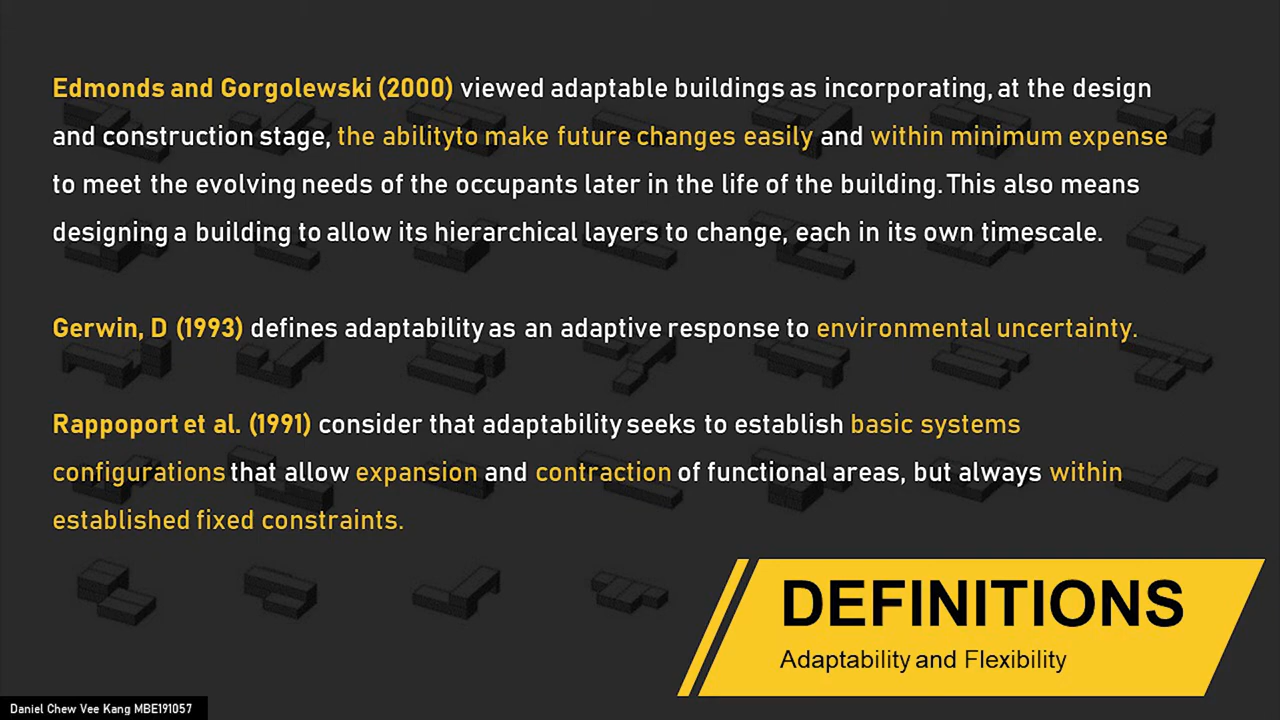 Edmonds and Gorgolewski (2000) viewed adaptable buildings as incorporating, at the design
and construction stage, the abilityto make future changes easily and within minimum expense
to meet the evolving needs of the occupants later in the life of the building. This also means
designing a building to allow its hierarchical layers to change, each in its own timescale.
Gerwin, D (1993) defines adaptability as an adaptive response to environmental uncertainty.
Rappoport et al. (1991) consider that adaptability seeks to establish basic systems
configurations that allow expansion and contraction of functional areas, but always within
established fixed constraints.
DEFINITIONS
Adaptability and Flexibility
Daniel Chew Vee Kang MBE191057